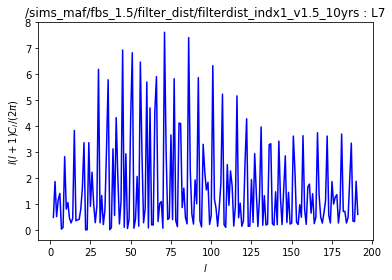 /sims_maf/fbs_1.5/filter_dist/filterdist_indx1_v1.5_10yrs : L7
8
7
6
5
4
3
2
1
0
l(l + 1)C_l/(2π)
0 25 50 75 100 125 150 175 200
l